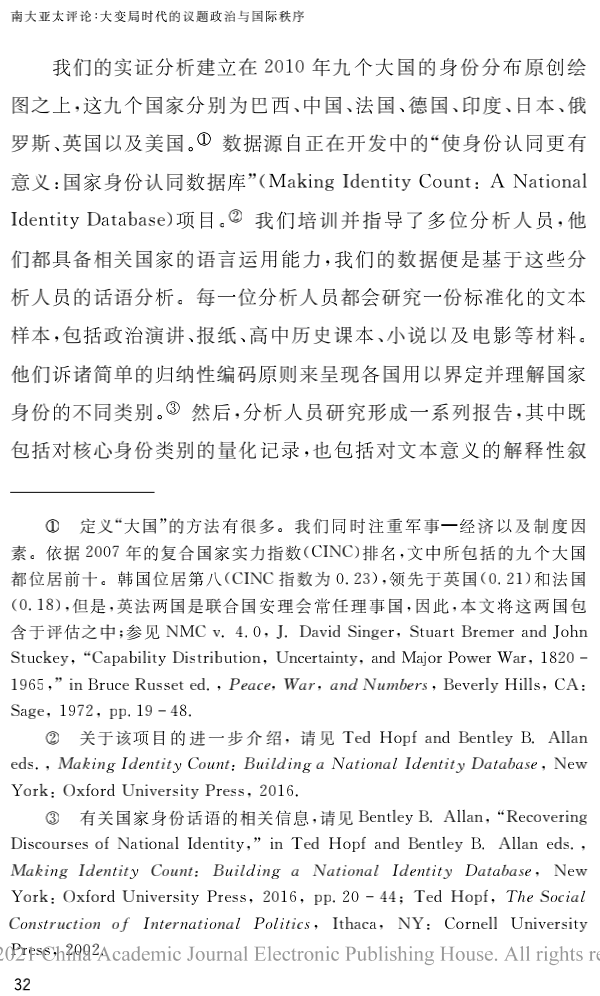 南大亚太评论:大变局时代的议题政治与国际秩序
我们的实证分析建立在 2010 年九个大国的身份分布原创绘
图之上,这九个国家分别为巴西、中国、法国、德国、印度、日本、俄
罗斯、英国以及美国。① 数据源自正在开发中的“使身份认同更有
意义:国家身份认同数据库”(Making Identity Count: A National
Identity Database)项目。② 我们培训并指导了多位分析人员,他
们都具备相关国家的语言运用能力,我们的数据便是基于这些分
析人员的话语分析。每一位分析人员都会研究一份标准化的文本
样本,包括政治演讲、报纸、高中历史课本、小说以及电影等材料。
他们诉诸简单的归纳性编码原则来呈现各国用以界定并理解国家
身份的不同类别。③ 然后,分析人员研究形成一系列报告,其中既
包括对核心身份类别的量化记录,也包括对文本意义的解释性叙
① 定义“大国”的方法有很多。我们同时注重军事—经济以及制度因
素。依据 2007 年的复合国家实力指数(CINC)排名,文中所包括的九个大国
都位居前十。韩国位居第八(CINC 指数为 0.23),领先于英国(0.21)和法国
(0.18),但是,英法两国是联合国安理会常任理事国,因此,本文将这两国包
含于评估之中;参见 NMC v. 4.0, J. David Singer, Stuart Bremer and John
Stuckey, “Capability Distribution, Uncertainty, and Major Power War, 1820 -
1965,” in Bruce Russet ed., Peace, War, and Numbers, Beverly Hills, CA:
Sage, 1972, pp. 19 - 48.
② 关于该项目的进一步介绍, 请见 Ted Hopf and Bentley B. Allan
eds., Making Identity Count: Building a National Identity Database, New
York: Oxford University Press, 2016.
③ 有关国家身份话语的相关信息,请见 Bentley B. Allan, “Recovering
Discourses of National Identity,” in Ted Hopf and Bentley B. Allan eds.,
Making Identity Count: Building a National Identity Database, New
York: Oxford University Press, 2016, pp. 20 - 44; Ted Hopf, The Social
Construction of International Politics, Ithaca, NY: Cornell University
Press, 2002.
2021 China Academic Journal Electronic Publishing House. All rights re
32